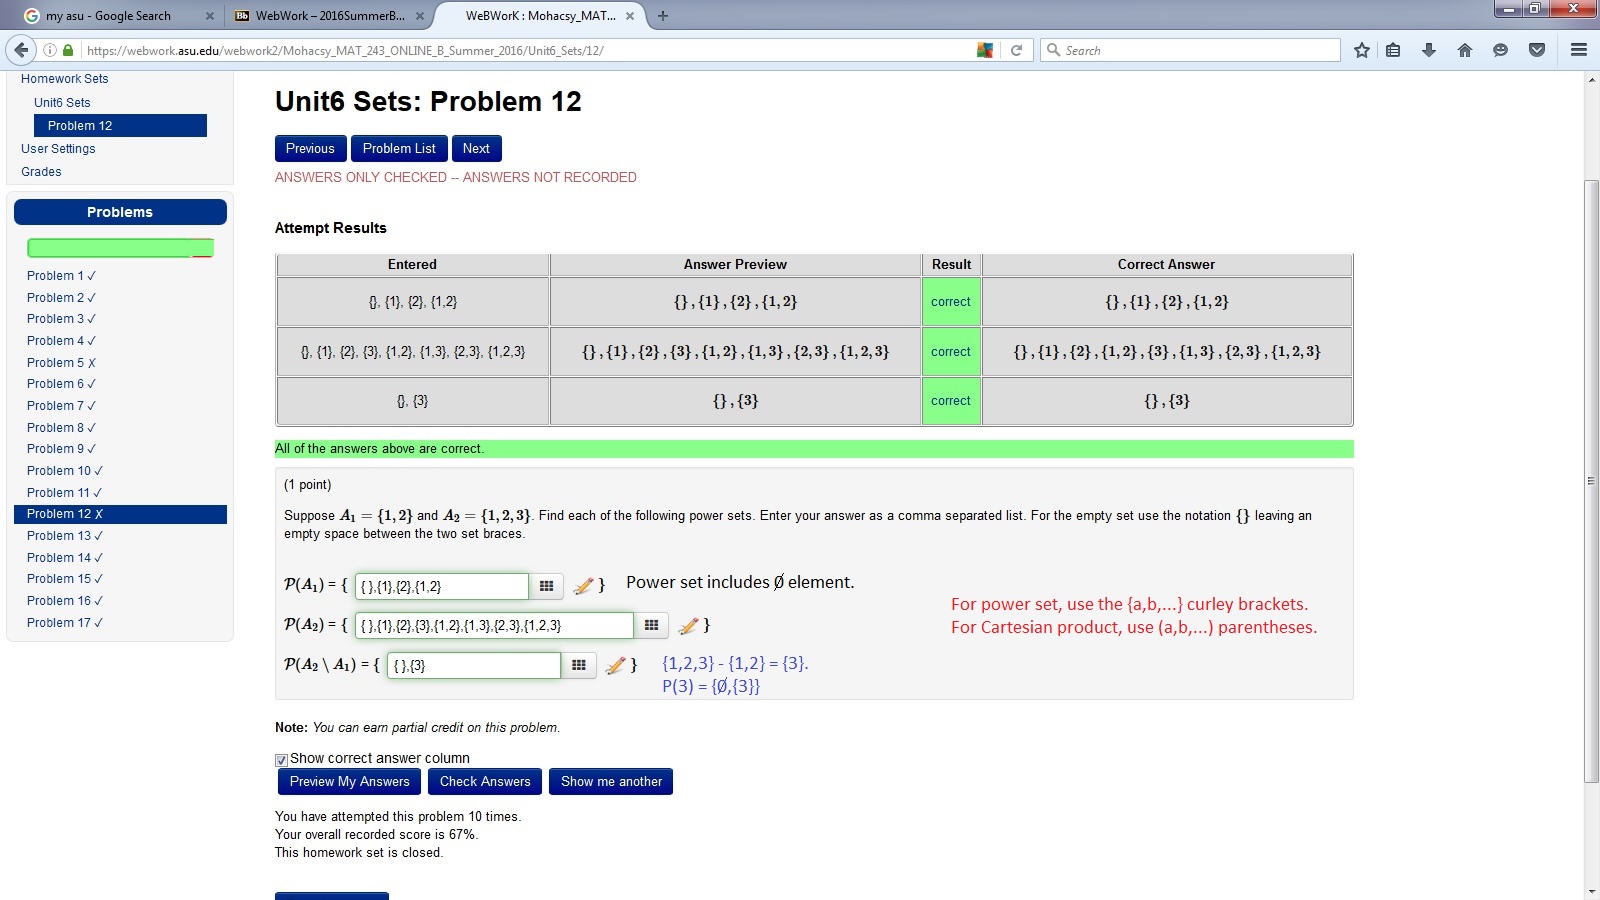 my asu - Google Search
WebWork – 2016SummerB...
WeBWorK : Mohacsy_MAT...
https://webwork.asu.edu/webwork2/Mohacsy_MAT_243_ONLINE_B_Summer_2016/Unit6_Sets/12/
Search
Homework Sets
Unit6 Sets
Problem 12
User Settings
Grades
Problems
Problem 1 ✓
Problem 2 ✓
Problem 3 ✓
Problem 4 ✓
Problem 5 ✗
Problem 6 ✓
Problem 7 ✓
Problem 8 ✓
Problem 9 ✓
Problem 10 ✓
Problem 11 ✓
Problem 12 ✗
Problem 13 ✓
Problem 14 ✓
Problem 15 ✓
Problem 16 ✓
Problem 17 ✓
Unit6 Sets: Problem 12
Previous Problem List Next
ANSWERS ONLY CHECKED -- ANSWERS NOT RECORDED
Attempt Results
Entered Answer Preview Result Correct Answer
{}, {1}, {2}, {1,2} {} , {1} , {2} , {1, 2} correct {} , {1} , {2} , {1, 2}
{}, {1}, {2}, {3}, {1,2}, {1,3}, {2,3}, {1,2,3} {} , {1} , {2} , {3} , {1, 2} , {1, 3} , {2, 3} , {1, 2, 3} correct {} , {1} , {2} , {1, 2} , {3} , {1, 3} , {2, 3} , {1, 2, 3}
{}, {3} {} , {3} correct {} , {3}
All of the answers above are correct.
(1 point)
Suppose A₁ = {1, 2} and A₂ = {1, 2, 3}. Find each of the following power sets. Enter your answer as a comma separated list. For the empty set use the notation {} leaving an
empty space between the two set braces.
𝒫(A₁) = { { },{1},{2},{1,2} } Power set includes Ø element.
For power set, use the {a,b,...} curley brackets.
𝒫(A₂) = { { },{1},{2},{3},{1,2},{1,3},{2,3},{1,2,3} }
For Cartesian product, use (a,b,...) parentheses.
𝒫(A₂ \ A₁) = { { },{3} } {1,2,3} - {1,2} = {3}.
P(3) = {Ø,{3}}
Note: You can earn partial credit on this problem.
Show correct answer column
Preview My Answers Check Answers Show me another
You have attempted this problem 10 times.
Your overall recorded score is 67%.
This homework set is closed.